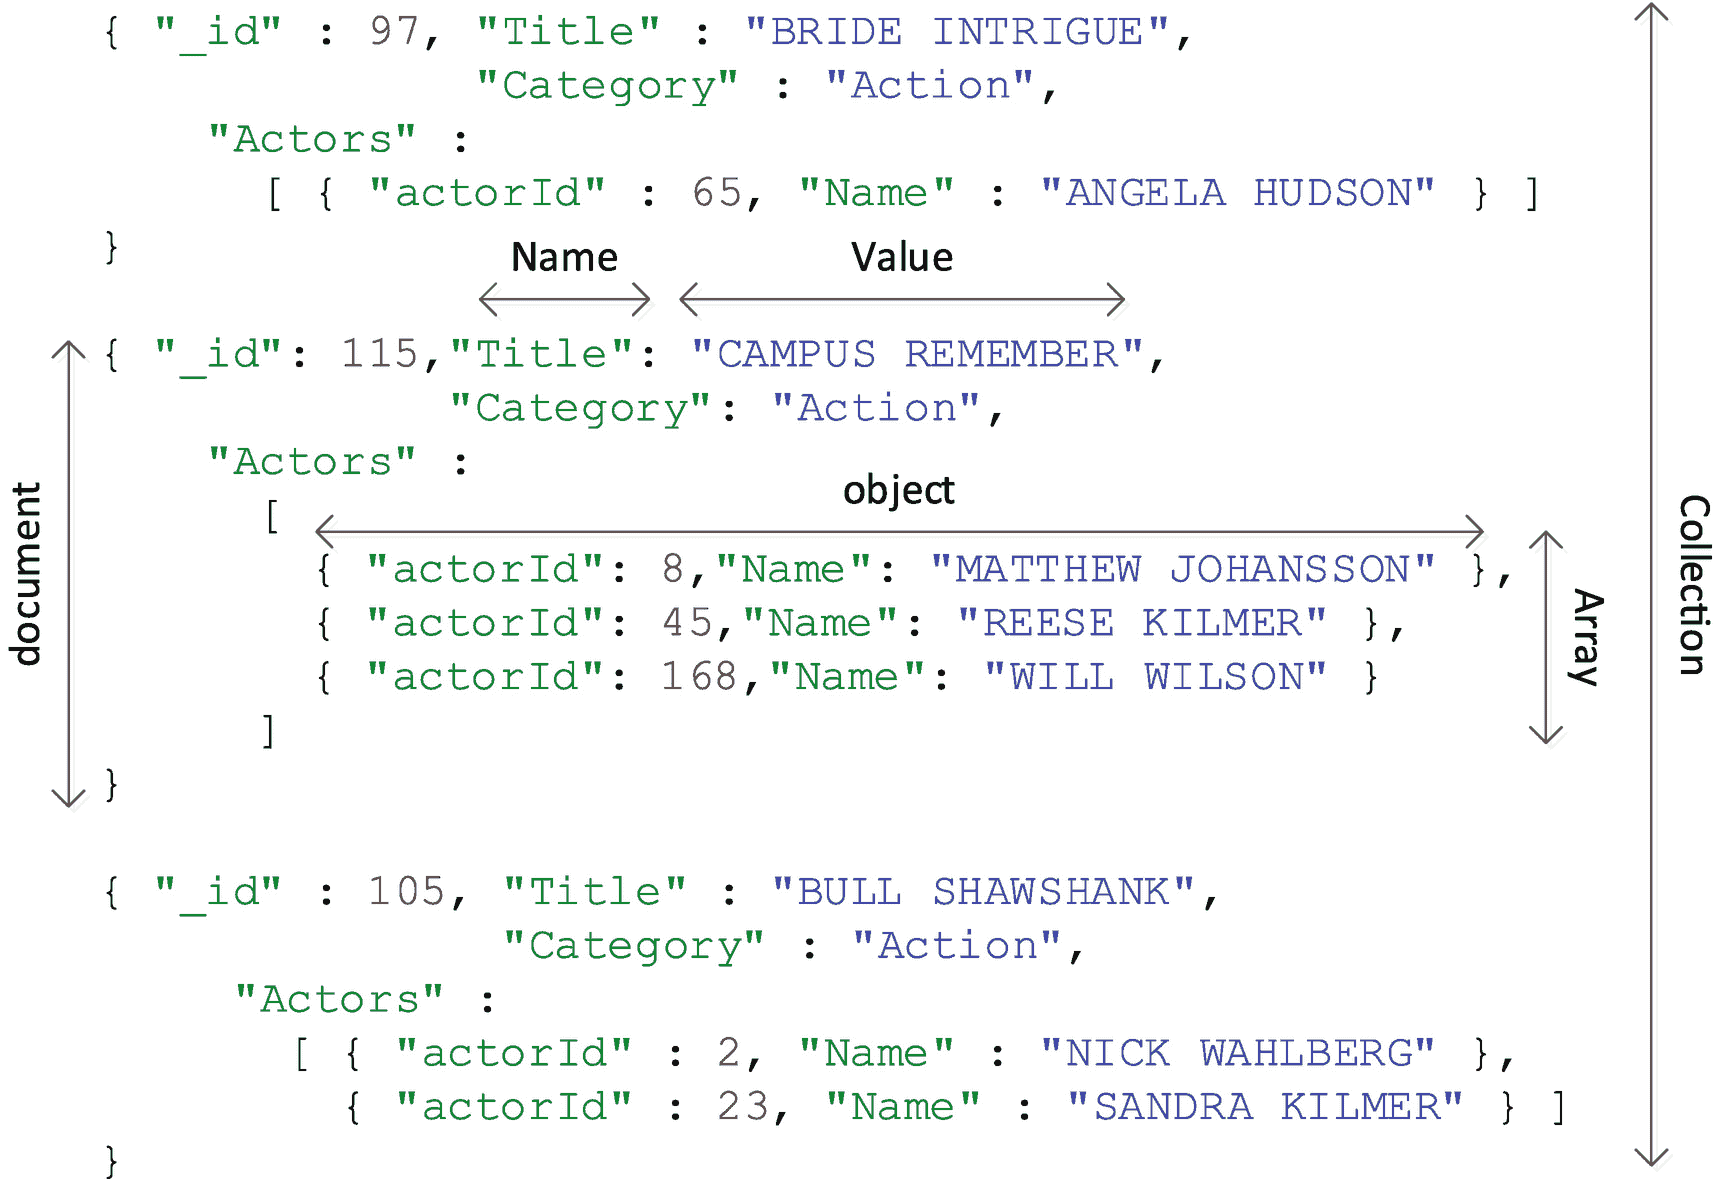 { "_id" : 97, "Title" : "BRIDE INTRIGUE",
"Category" : "Action",
"Actors" :
[ { "actorId" : 65, "Name" : "ANGELA HUDSON" } ]
}
Name Value
{ "_id": 115,"Title": "CAMPUS REMEMBER",
"Category": "Action",
"Actors" :
object
[
{ "actorId": 8,"Name": "MATTHEW JOHANSSON" },
{ "actorId": 45,"Name": "REESE KILMER" },
{ "actorId": 168,"Name": "WILL WILSON" }
]
}
document
Array
Collection
{ "_id" : 105, "Title" : "BULL SHAWSHANK",
"Category" : "Action",
"Actors" :
[ { "actorId" : 2, "Name" : "NICK WAHLBERG" },
{ "actorId" : 23, "Name" : "SANDRA KILMER" } ]
}